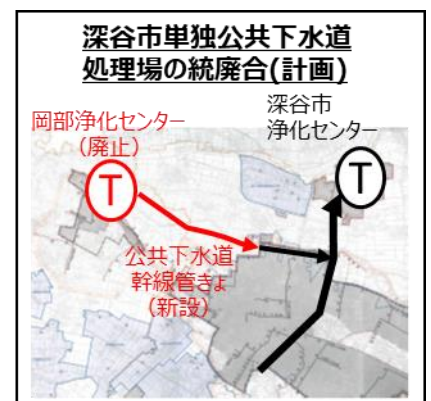 深谷市単独公共下水道
処理場の統廃合(計画)
深谷市
浄化センター
岡部浄化センター
(廃止)
T
T
公共下水道
幹線管きょ
(新設)